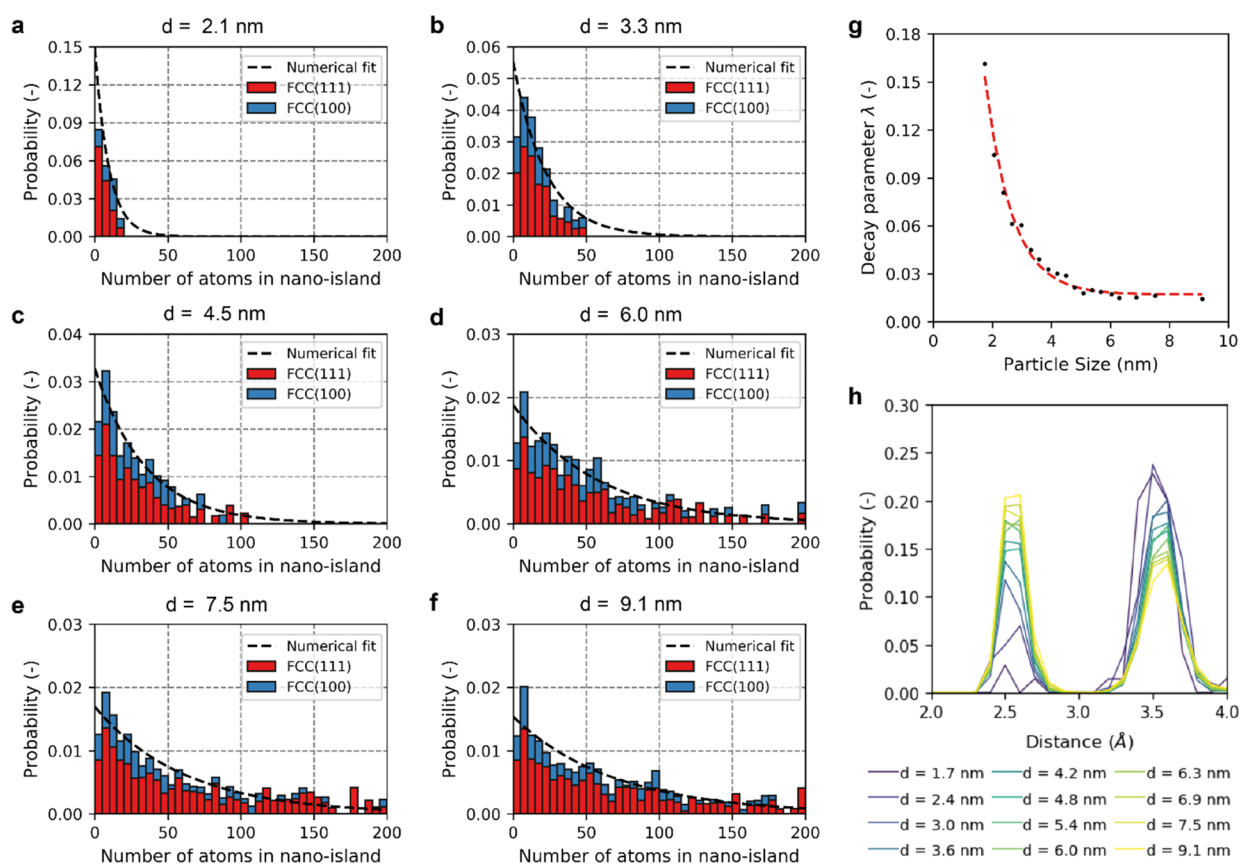 a
d = 2.1 nm
0.15
0.12
0.09
0.06
0.03
0.00
Probability (-)
Numerical fit
FCC(111)
FCC(100)
0 50 100 150 200
Number of atoms in nano-island
b
d = 3.3 nm
0.06
0.05
0.04
0.03
0.02
0.01
0.00
Probability (-)
Numerical fit
FCC(111)
FCC(100)
0 50 100 150 200
Number of atoms in nano-island
c
d = 4.5 nm
0.04
0.03
0.02
0.01
0.00
Probability (-)
Numerical fit
FCC(111)
FCC(100)
0 50 100 150 200
Number of atoms in nano-island
d
d = 6.0 nm
0.03
0.02
0.01
0.00
Probability (-)
Numerical fit
FCC(111)
FCC(100)
0 50 100 150 200
Number of atoms in nano-island
e
d = 7.5 nm
0.03
0.02
0.01
0.00
Probability (-)
Numerical fit
FCC(111)
FCC(100)
0 50 100 150 200
Number of atoms in nano-island
f
d = 9.1 nm
0.03
0.02
0.01
0.00
Probability (-)
Numerical fit
FCC(111)
FCC(100)
0 50 100 150 200
Number of atoms in nano-island
g
0.18
0.15
0.12
0.09
0.06
0.03
0.00
Decay parameter λ (-)
0 2 4 6 8 10
Particle Size (nm)
h
0.30
0.25
0.20
0.15
0.10
0.05
0.00
Probability (-)
2.0 2.5 3.0 3.5 4.0
Distance (Å)
d = 1.7 nm d = 4.2 nm d = 6.3 nm
d = 2.4 nm d = 4.8 nm d = 6.9 nm
d = 3.0 nm d = 5.4 nm d = 7.5 nm
d = 3.6 nm d = 6.0 nm d = 9.1 nm